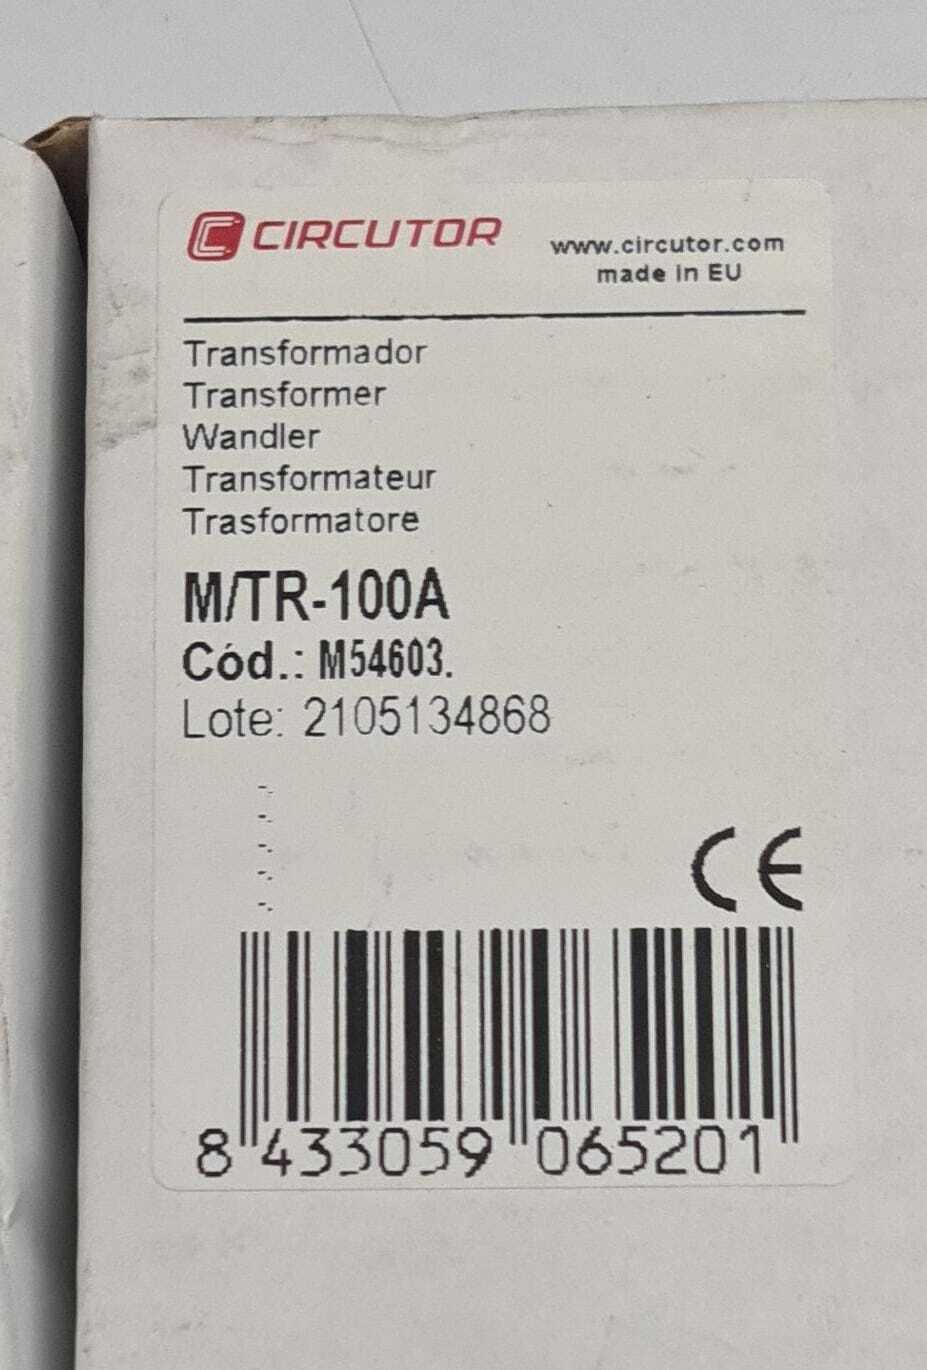 CIRCUTOR
www.circutor.com
made in EU
Transformador
Transformer
Wandler
Transformateur
Trasformatore
M/TR-100A
Cód.: M54603.
Lote: 2105134868
-.
-.
-.
-.
-.
CE
8 433059 065201